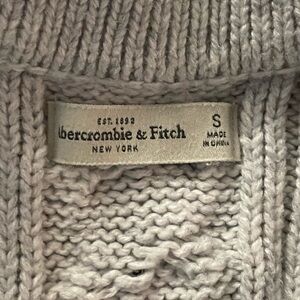 EST. 1892
Abercrombie & Fitch
NEW YORK
S
MADE
IN CHINA